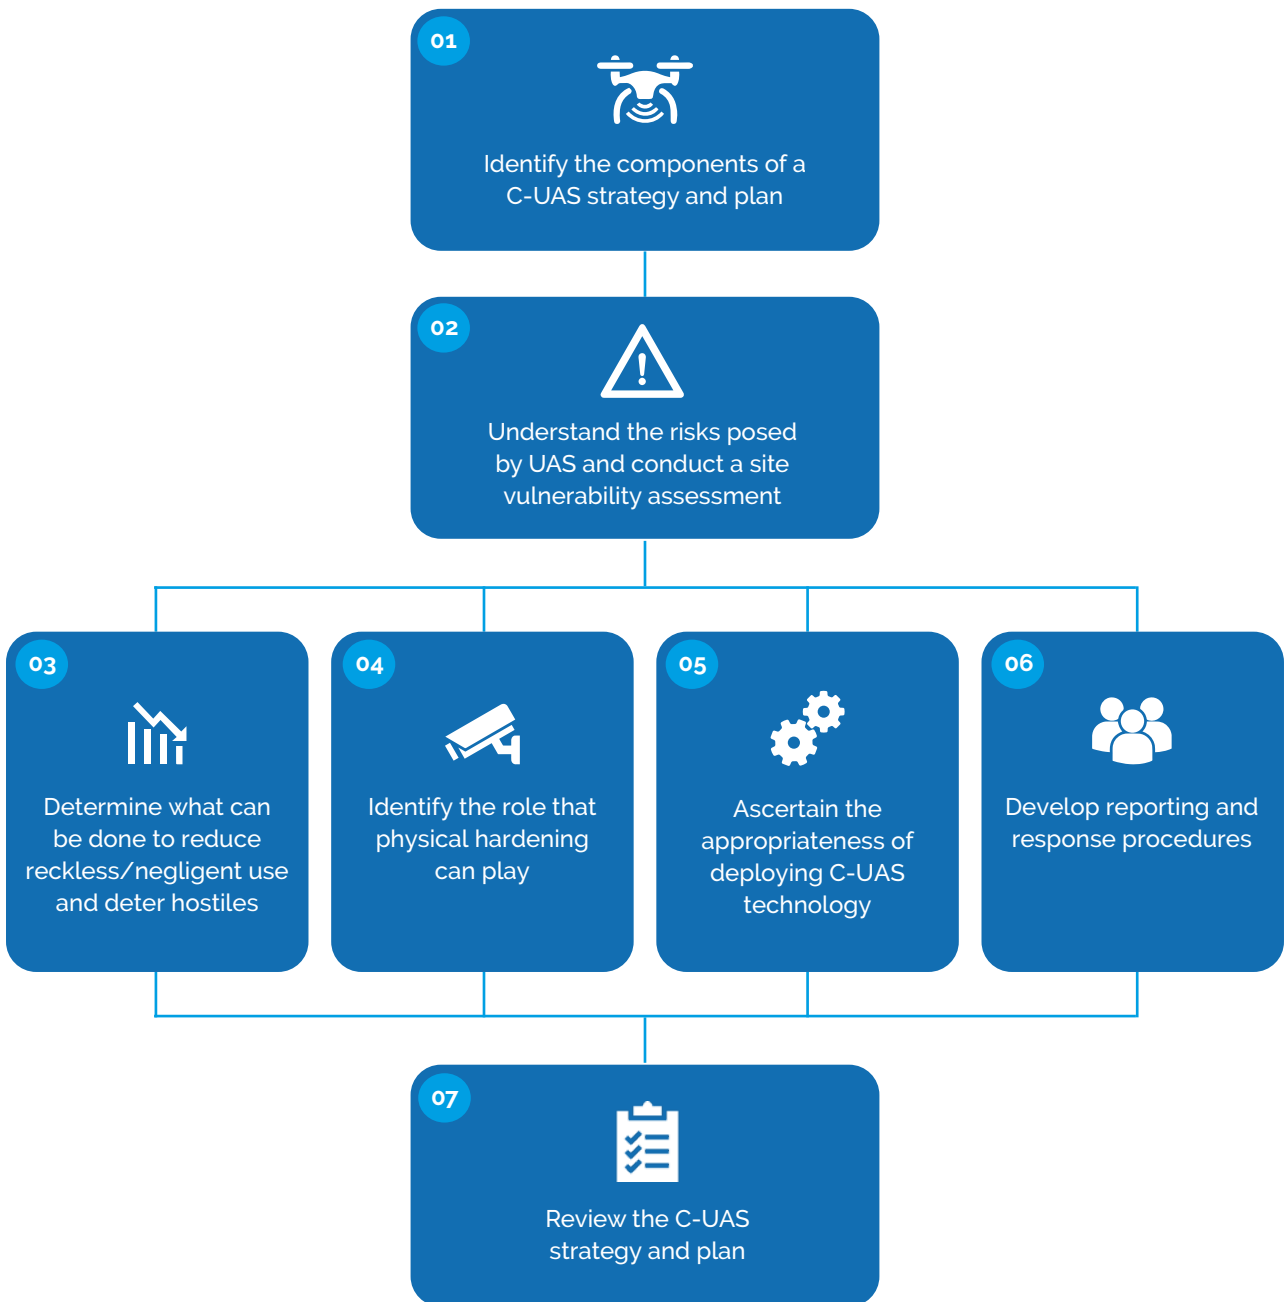 01
Identify the components of a
C-UAS strategy and plan
02
Understand the risks posed
by UAS and conduct a site
vulnerability assessment
03
Determine what can
be done to reduce
reckless/negligent use
and deter hostiles
04
Identify the role that
physical hardening
can play
05
Ascertain the
appropriateness of
deploying C-UAS
technology
06
Develop reporting and
response procedures
07
Review the C-UAS
strategy and plan